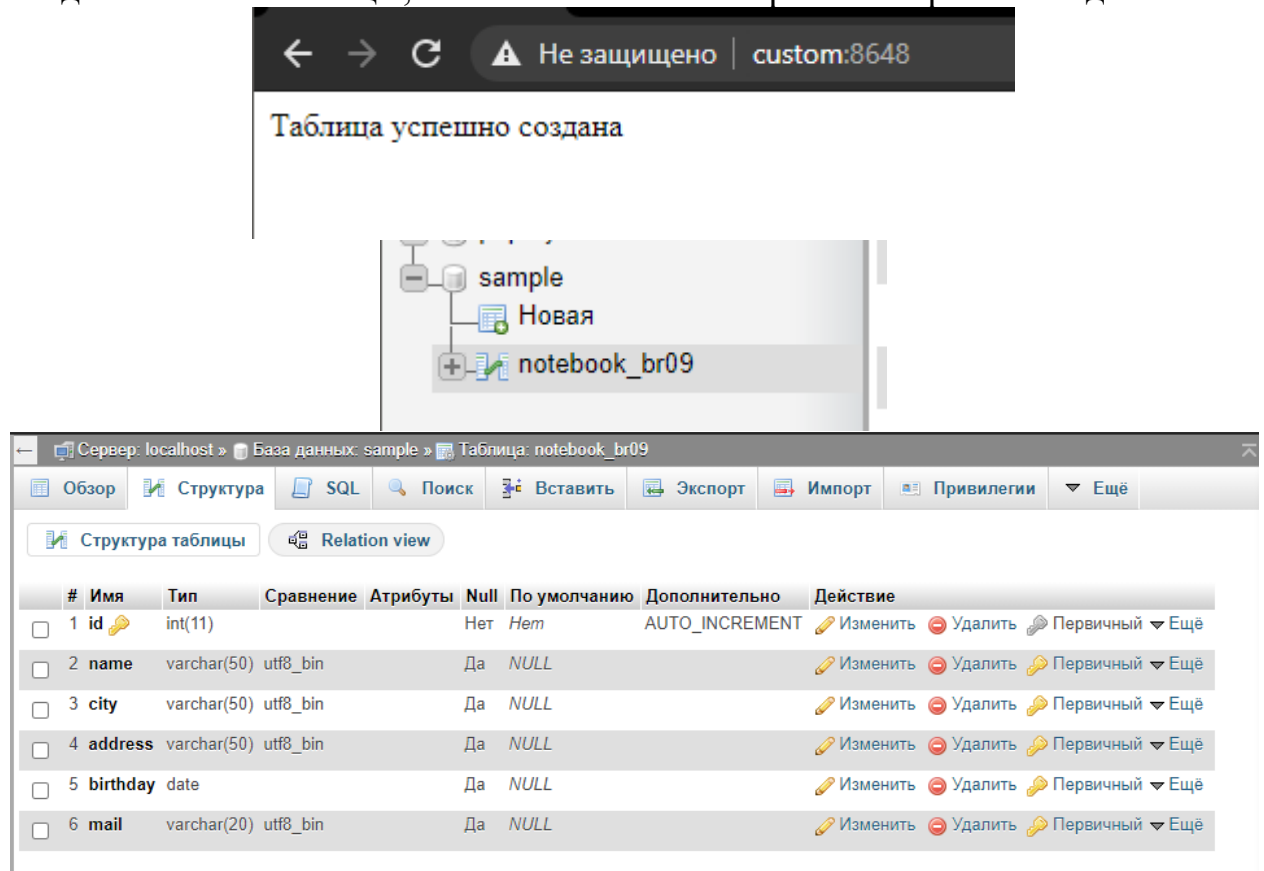 Не защищено | custom:8648
Таблица успешно создана
sample
Новая
notebook_br09
Сервер: localhost » База данных: sample » Таблица: notebook_br09
Обзор Структура SQL Поиск Вставить Экспорт Импорт Привилегии Ещё
Структура таблицы Relation view
# Имя Тип Сравнение Атрибуты Null По умолчанию Дополнительно Действие
1 id int(11) Нет Нет AUTO_INCREMENT Изменить Удалить Первичный Ещё
2 name varchar(50) utf8_bin Да NULL Изменить Удалить Первичный Ещё
3 city varchar(50) utf8_bin Да NULL Изменить Удалить Первичный Ещё
4 address varchar(50) utf8_bin Да NULL Изменить Удалить Первичный Ещё
5 birthday date Да NULL Изменить Удалить Первичный Ещё
6 mail varchar(20) utf8_bin Да NULL Изменить Удалить Первичный Ещё